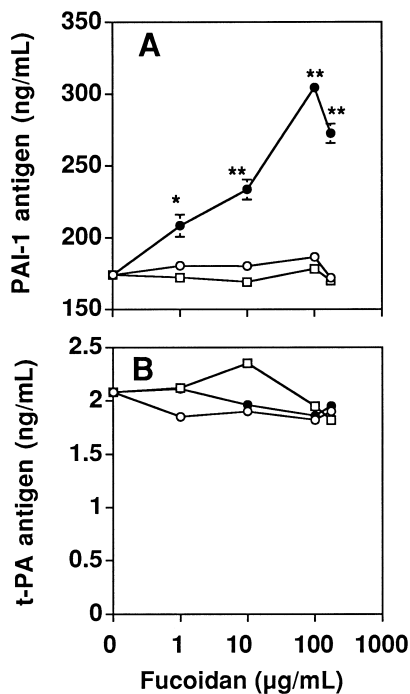 350
A
**
300
**
PAI-1 antigen (ng/mL)
250
**
*
200
150
2.5
B
2
t-PA antigen (ng/mL)
1.5
1
0.5
0
0 1 10 100 1000
Fucoidan (μg/mL)